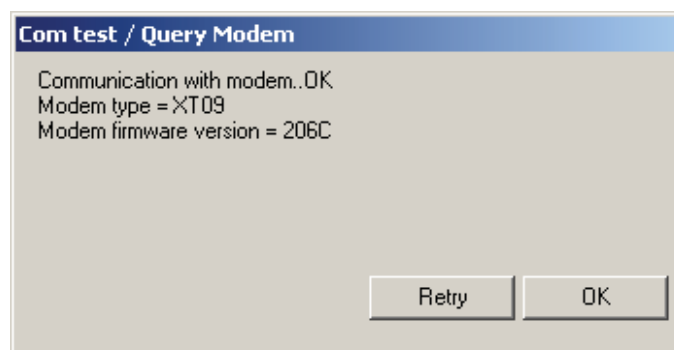 Com test / Query Modem
Communication with modem..OK
Modem type = XT09
Modem firmware version = 206C
Retry OK